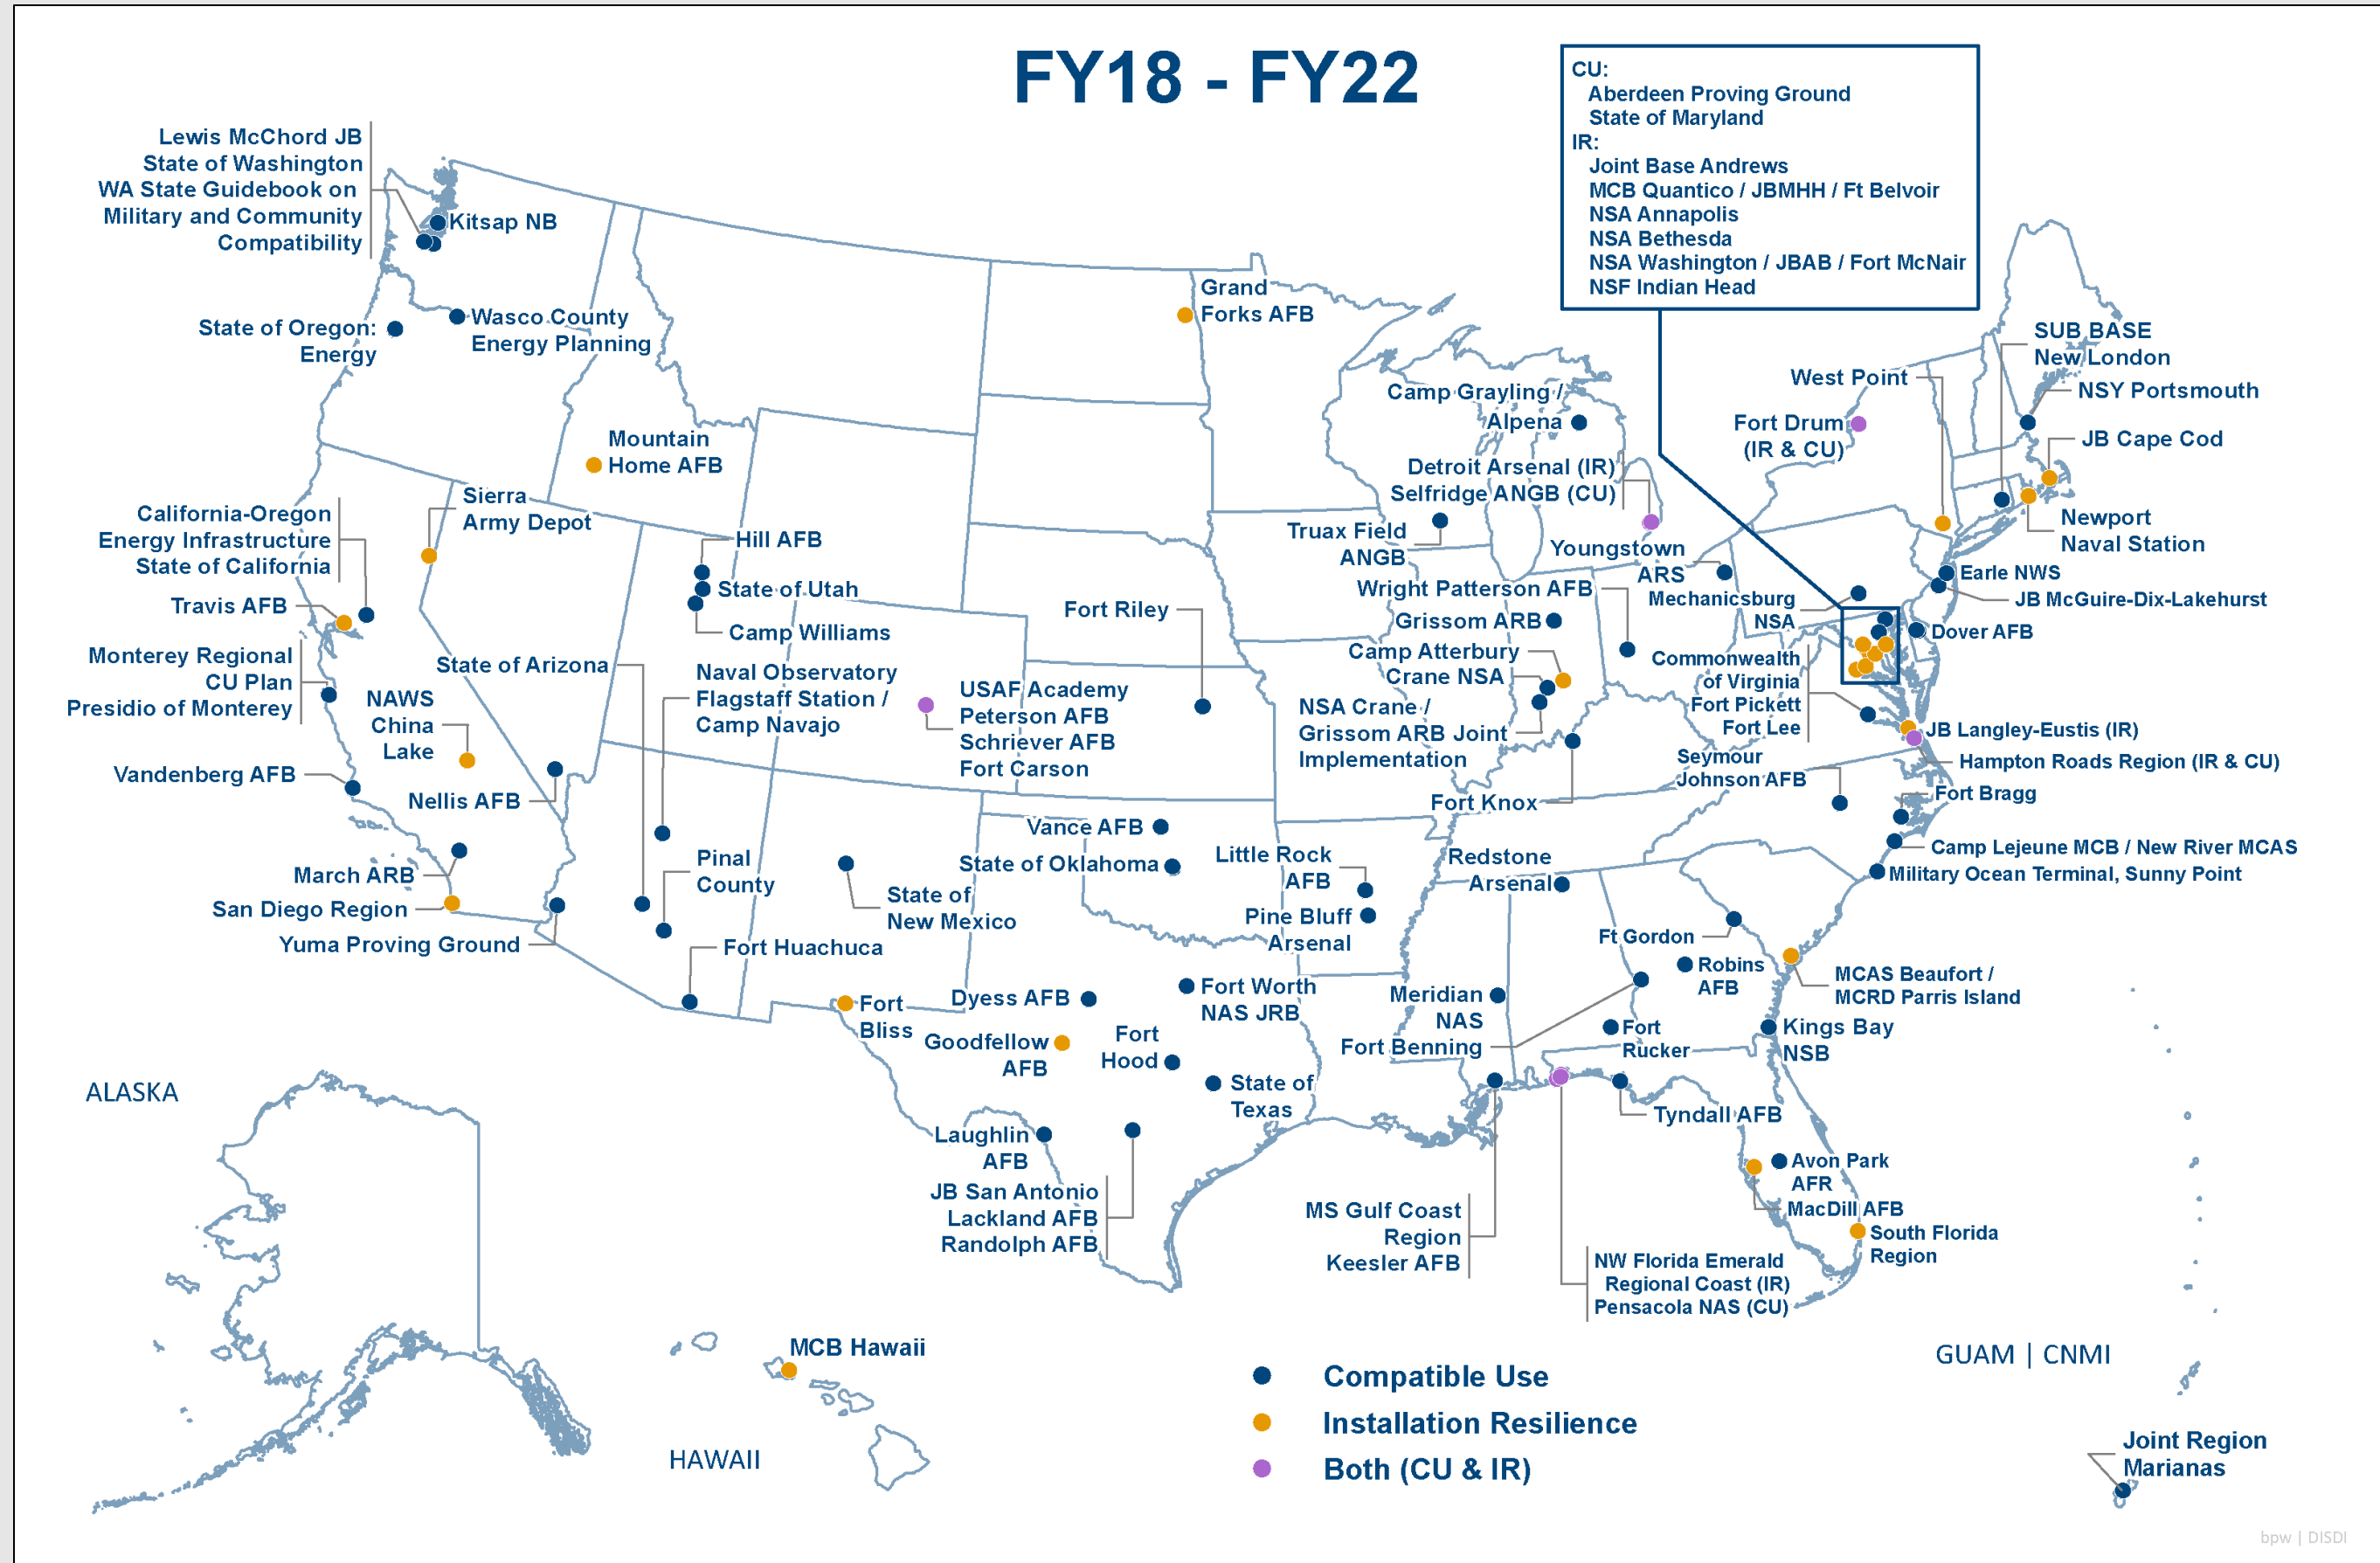 FY18 - FY22
CU:
Aberdeen Proving Ground
State of Maryland
IR:
Joint Base Andrews
MCB Quantico / JBMHH / Ft Belvoir
NSA Annapolis
NSA Bethesda
NSA Washington / JBAB / Fort McNair
NSF Indian Head
Lewis McChord JB
State of Washington
WA State Guidebook on
Military and Community
Compatibility
Kitsap NB
State of Oregon:
Energy
Wasco County
Energy Planning
Grand
Forks AFB
Mountain
Home AFB
Sierra
Army Depot
California-Oregon
Energy Infrastructure
State of California
Travis AFB
Monterey Regional
CU Plan
Presidio of Monterey
NAWS
China
Lake
Vandenberg AFB
Nellis AFB
March ARB
San Diego Region
Yuma Proving Ground
Hill AFB
State of Utah
Camp Williams
State of Arizona
Naval Observatory
Flagstaff Station /
Camp Navajo
Pinal
County
Fort Huachuca
USAF Academy
Peterson AFB
Schriever AFB
Fort Carson
State of
New Mexico
Fort Riley
Vance AFB
State of Oklahoma
Little Rock
AFB
Pine Bluff
Arsenal
Fort
Bliss
Dyess AFB
Goodfellow
AFB
Fort Worth
NAS JRB
Fort
Hood
State of
Texas
Laughlin
AFB
JB San Antonio
Lackland AFB
Randolph AFB
Camp Grayling /
Alpena
Detroit Arsenal (IR)
Selfridge ANGB (CU)
Truax Field
ANGB
Youngstown
ARS
Wright Patterson AFB
Grissom ARB
Camp Atterbury
Crane NSA
NSA Crane /
Grissom ARB Joint
Implementation
Fort Knox
Mechanicsburg
NSA
Commonwealth
of Virginia
Fort Pickett
Fort Lee
Seymour
Johnson AFB
West Point
Fort Drum
(IR & CU)
SUB BASE
New London
NSY Portsmouth
JB Cape Cod
Newport
Naval Station
Earle NWS
JB McGuire-Dix-Lakehurst
Dover AFB
JB Langley-Eustis (IR)
Hampton Roads Region (IR & CU)
Fort Bragg
Camp Lejeune MCB / New River MCAS
Military Ocean Terminal, Sunny Point
Redstone
Arsenal
Ft Gordon
Robins
AFB
MCAS Beaufort /
MCRD Parris Island
Meridian
NAS
Fort Benning
Fort
Rucker
Kings Bay
NSB
Tyndall AFB
Avon Park
AFR
MacDill AFB
South Florida
Region
MS Gulf Coast
Region
Keesler AFB
NW Florida Emerald
Regional Coast (IR)
Pensacola NAS (CU)
ALASKA
MCB Hawaii
HAWAII
Compatible Use
Installation Resilience
Both (CU & IR)
GUAM | CNMI
Joint Region
Marianas
bpw | DISDI